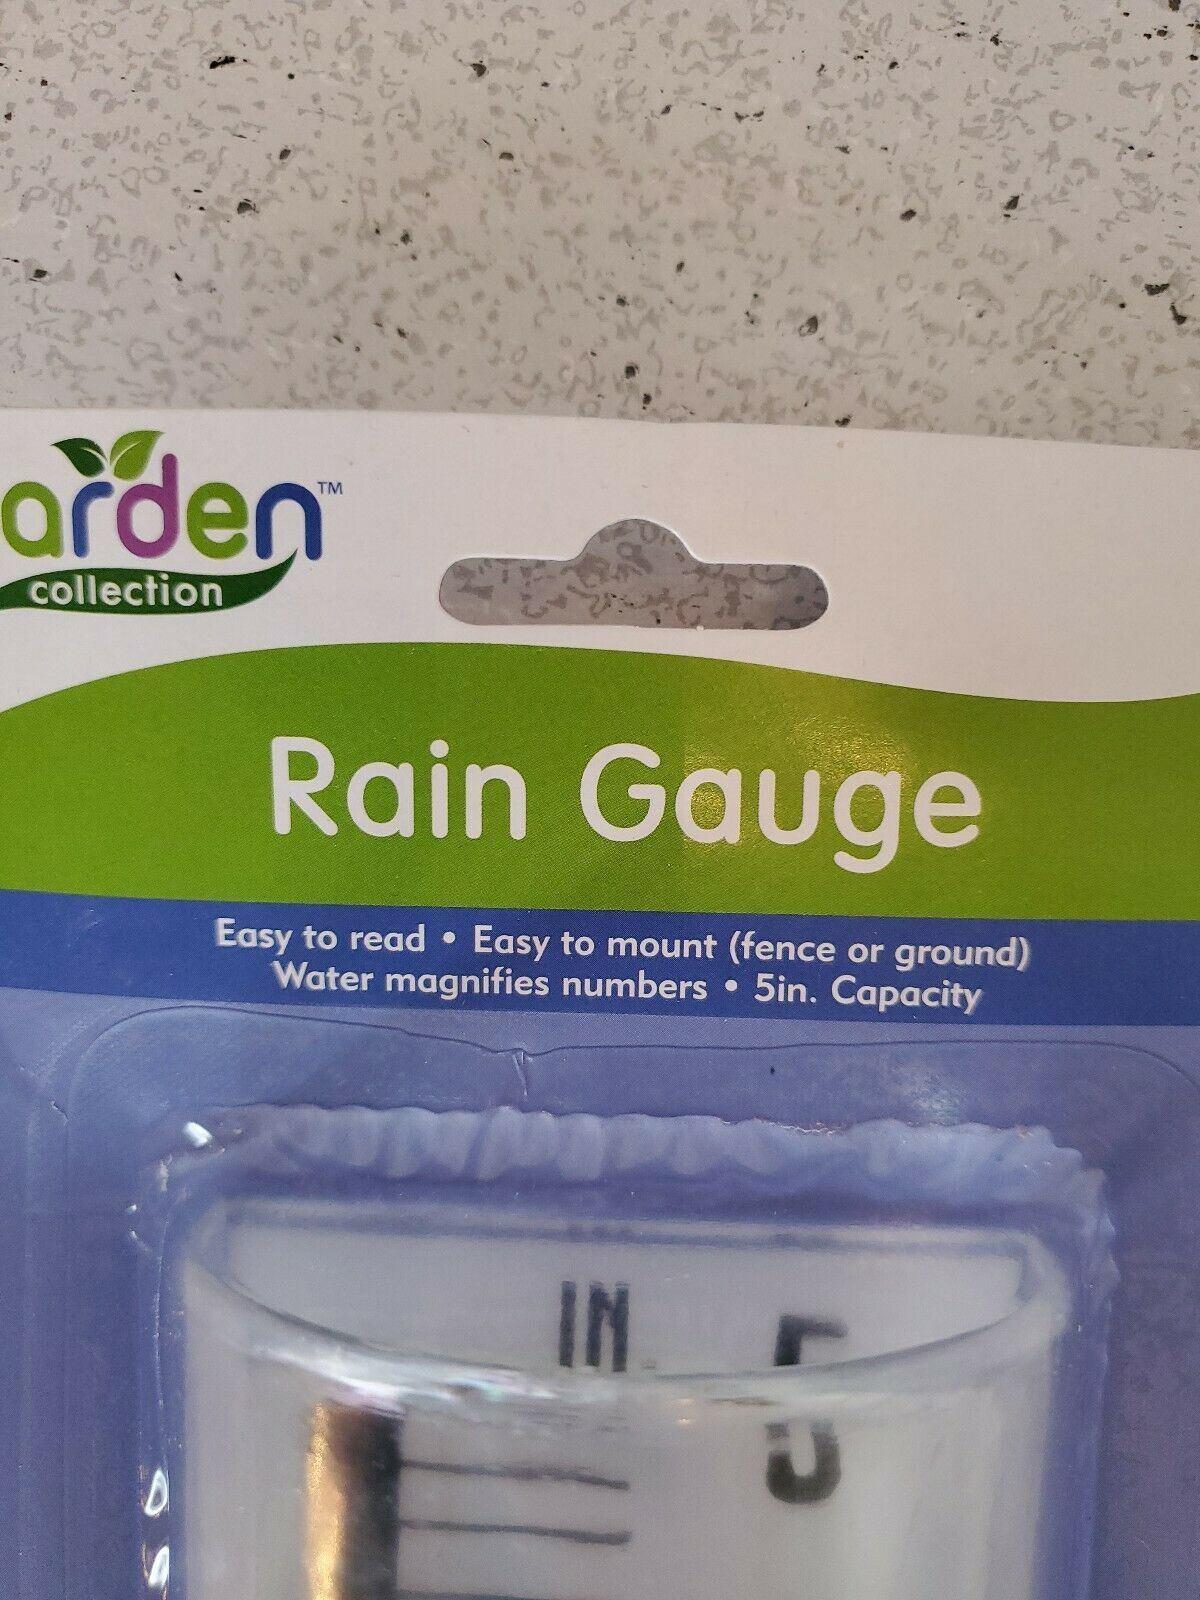 arden™
collection
Rain Gauge
Easy to read • Easy to mount (fence or ground)
Water magnifies numbers • 5in. Capacity
IN. 5